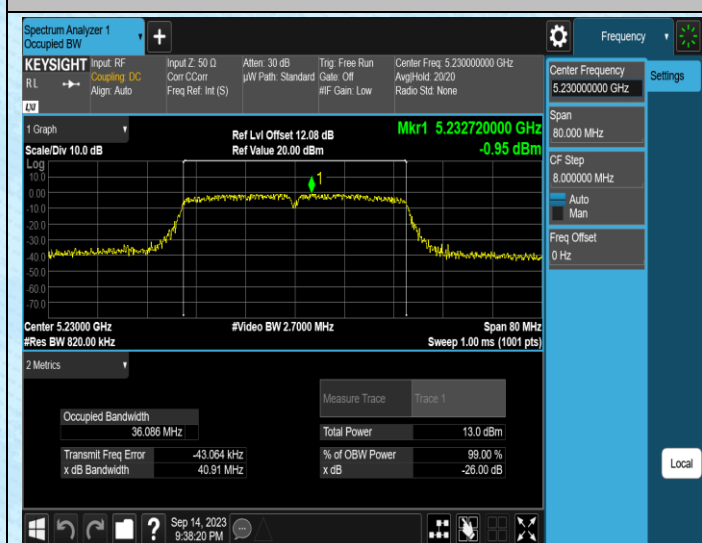 Spectrum Analyzer 1
Occupied BW
Frequency
KEYSIGHT
RL
LXI
Input: RF
Coupling: DC
Align: Auto
Input Z: 50 Ω
Corr CCorr
Freq Ref: Int (S)
Atten: 30 dB
µW Path: Standard
Trig: Free Run
Gate: Off
#IF Gain: Low
Center Freq: 5.230000000 GHz
Avg|Hold: 20/20
Radio Std: None
Center Frequency
5.230000000 GHz
Settings
Span
80.000 MHz
CF Step
8.000000 MHz
Auto
Man
Freq Offset
0 Hz
1 Graph
Scale/Div 10.0 dB
Ref Lvl Offset 12.08 dB
Ref Value 20.00 dBm
Mkr1 5.232720000 GHz
-0.95 dBm
Log
10.0
0.00
-10.0
-20.0
-30.0
-40.0
-50.0
-60.0
-70.0
1
Center 5.23000 GHz
#Res BW 820.00 kHz
#Video BW 2.7000 MHz
Span 80 MHz
Sweep 1.00 ms (1001 pts)
2 Metrics
Measure Trace Trace 1
Occupied Bandwidth
36.086 MHz
Total Power 13.0 dBm
Transmit Freq Error -43.064 kHz
% of OBW Power 99.00 %
x dB Bandwidth 40.91 MHz
x dB -26.00 dB
Local
?
Sep 14, 2023
9:38:20 PM